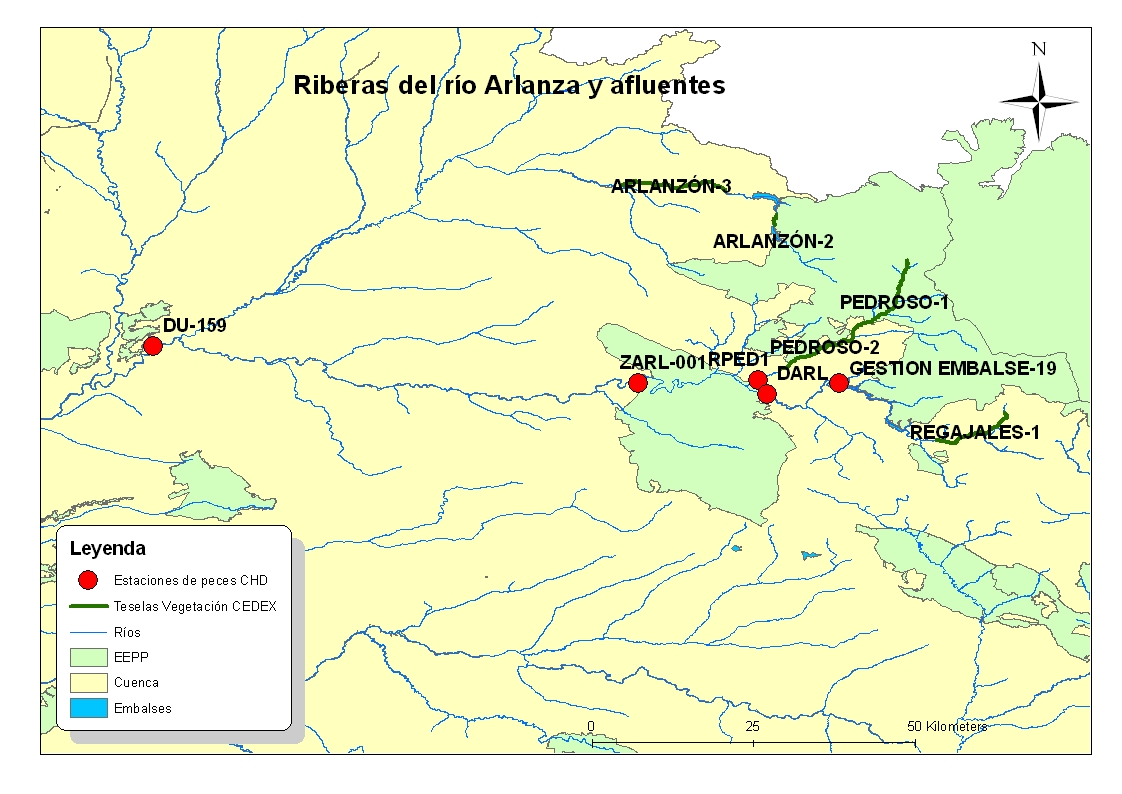 N
Riberas del río Arlanza y afluentes
ARLANZÓN-3
ARLANZÓN-2
PEDROSO-1
DU-159
PEDROSO-2
ZARL-001
RPED1
DARL
GESTION EMBALSE-19
REGAJALES-1
Leyenda
Estaciones de peces CHD
Teselas Vegetación CEDEX
Ríos
EEPP
Cuenca
Embalses
0 25 50 Kilometers